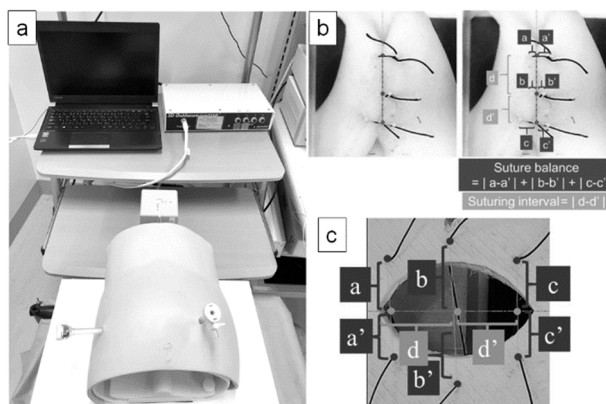 a
b
a a'
d
b b'
d'
c c'
Suture balance
= | a-a' | + | b-b' | + | c-c' |
Suturing interval= | d-d' |
c
a
b
c
a'
d
d'
c'
b'